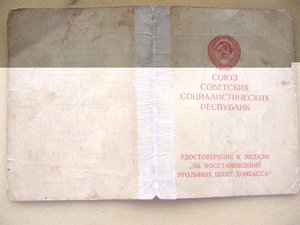 СОЮЗ
СОВЕТСКИХ
СОЦИАЛИСТИЧЕСКИХ
РЕСПУБЛИК
УДОСТОВЕРЕНИЕ К МЕДАЛИ
„ЗА ВОССТАНОВЛЕНИЕ
УГОЛЬНЫХ ШАХТ ДОНБАССА“